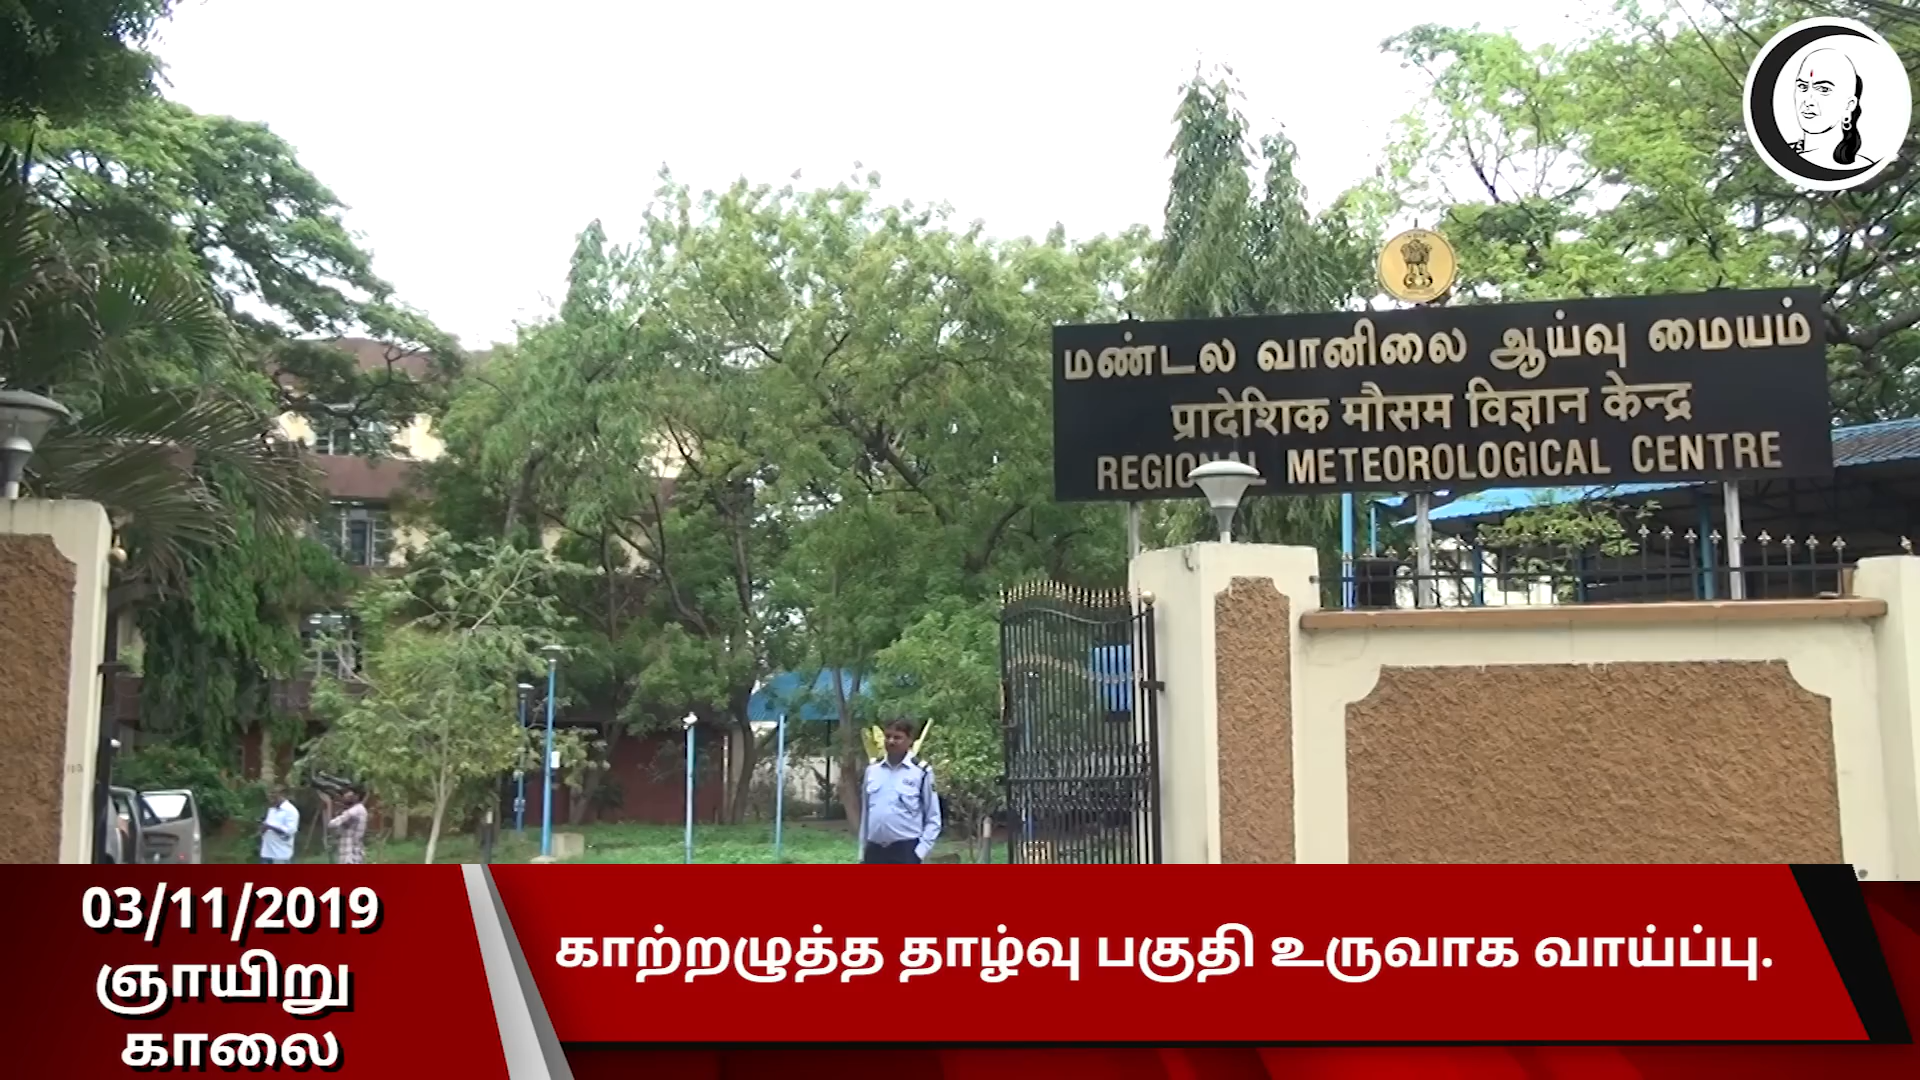 மண்டல வானிலை ஆய்வு மையம்
प्रादेशिक मौसम विज्ञान केन्द्र
REGIONAL METEOROLOGICAL CENTRE
03/11/2019
ஞாயிறு
காலை
காற்றழுத்த தாழ்வு பகுதி உருவாக வாய்ப்பு.